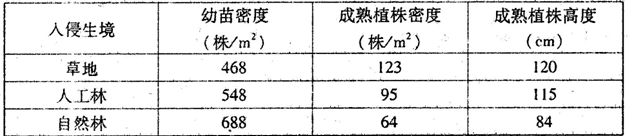 入侵生境 幼苗密度 (株/m²) 成熟植株密度 (株/m²) 成熟植株高度 (cm)
草地 468 123 120
人工林 548 95 115
自然林 688 64 84